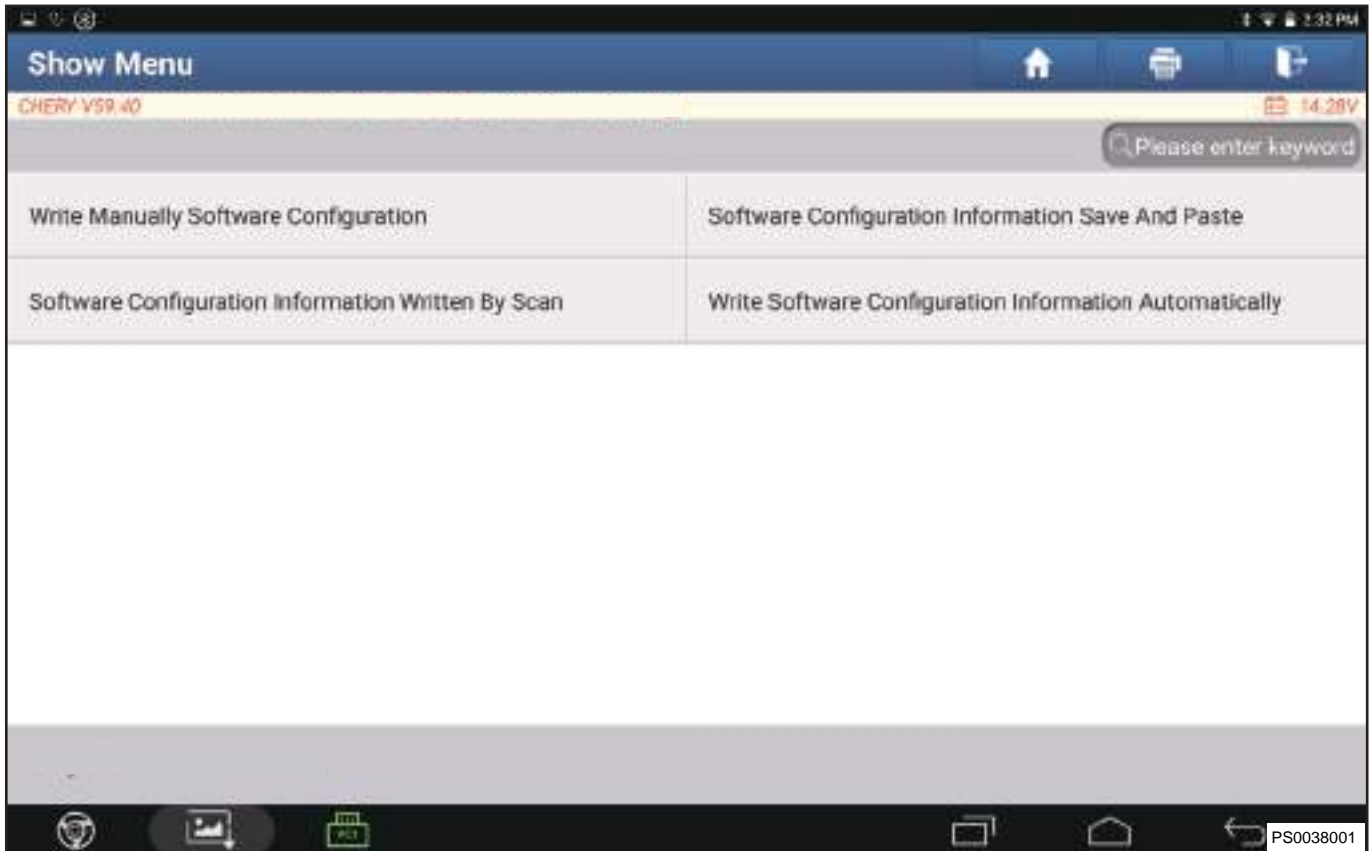 2:32 PM
Show Menu
CHERY V59.40
14.28V
Please enter keyword
Write Manually Software Configuration
Software Configuration Information Save And Paste
Software Configuration Information Written By Scan
Write Software Configuration Information Automatically
VCI
PS0038001